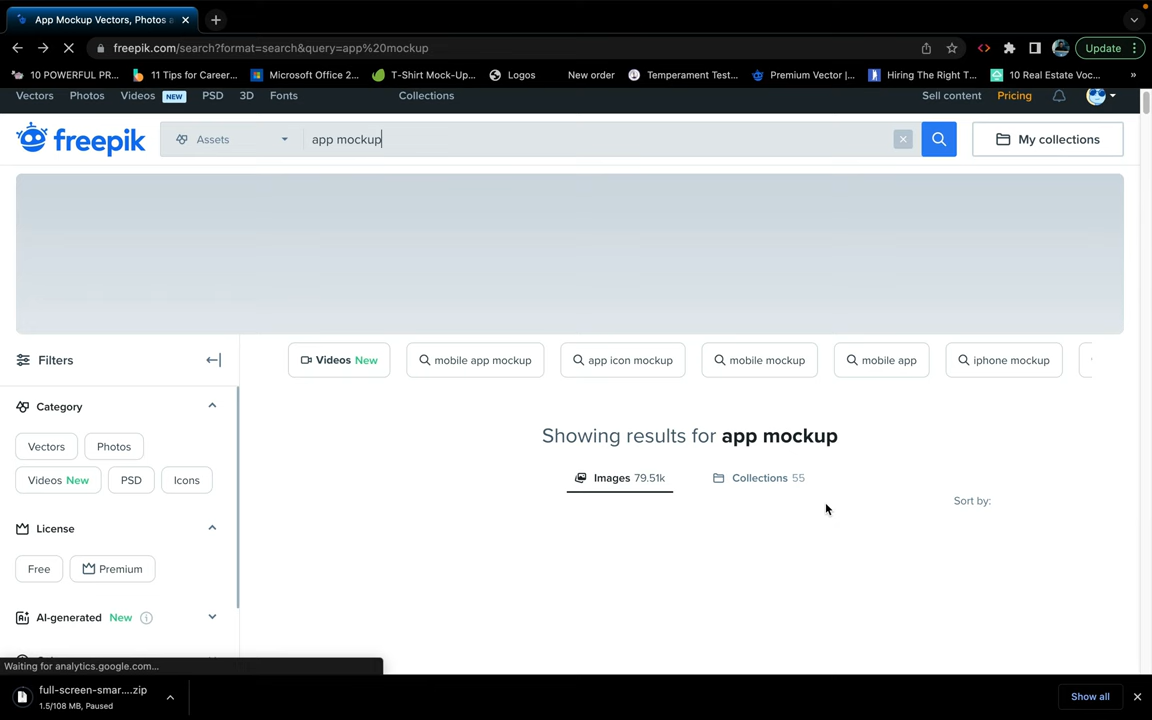 App Mockup Vectors, Photos a
freepik.com/search?format=search&query=app%20mockup
Update
10 POWERFUL PR...
11 Tips for Career...
Microsoft Office 2...
T-Shirt Mock-Up...
Logos
New order
Temperament Test...
Premium Vector |...
Hiring The Right T...
10 Real Estate Voc...
»
Vectors
Photos
Videos NEW
PSD
3D
Fonts
Collections
Sell content
Pricing
freepik
Assets
app mockup
My collections
Filters
Videos New
mobile app mockup
app icon mockup
mobile mockup
mobile app
iphone mockup
Category
Vectors
Photos
Videos New
PSD
Icons
Showing results for app mockup
Images 79.51k
Collections 55
Sort by:
License
Free
Premium
AI-generated New
Waiting for analytics.google.com...
full-screen-smar....zip
1.5/108 MB, Paused
Show all